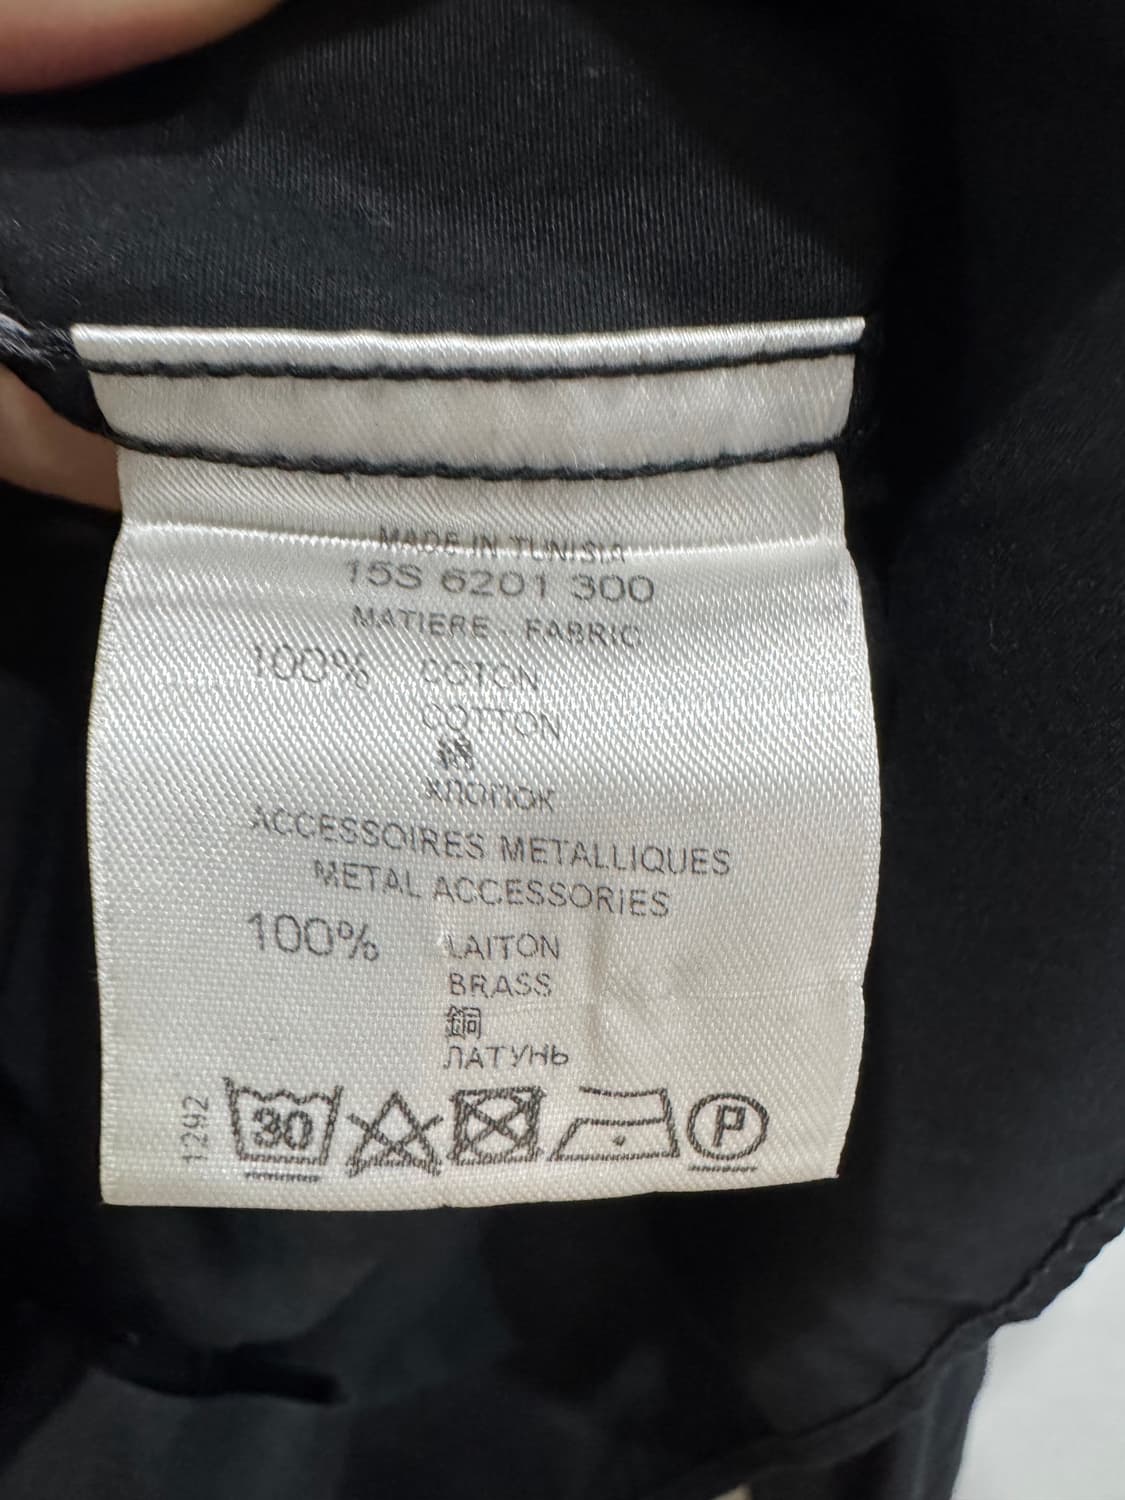 MADE IN TUNISIA
15S 6201 300
MATIERE - FABRIC
100% COTON
COTTON
綿
ХЛОПОК
ACCESSOIRES METALLIQUES
METAL ACCESSORIES
100% LAITON
BRASS
銅
ЛАТУНЬ
1292
30
P